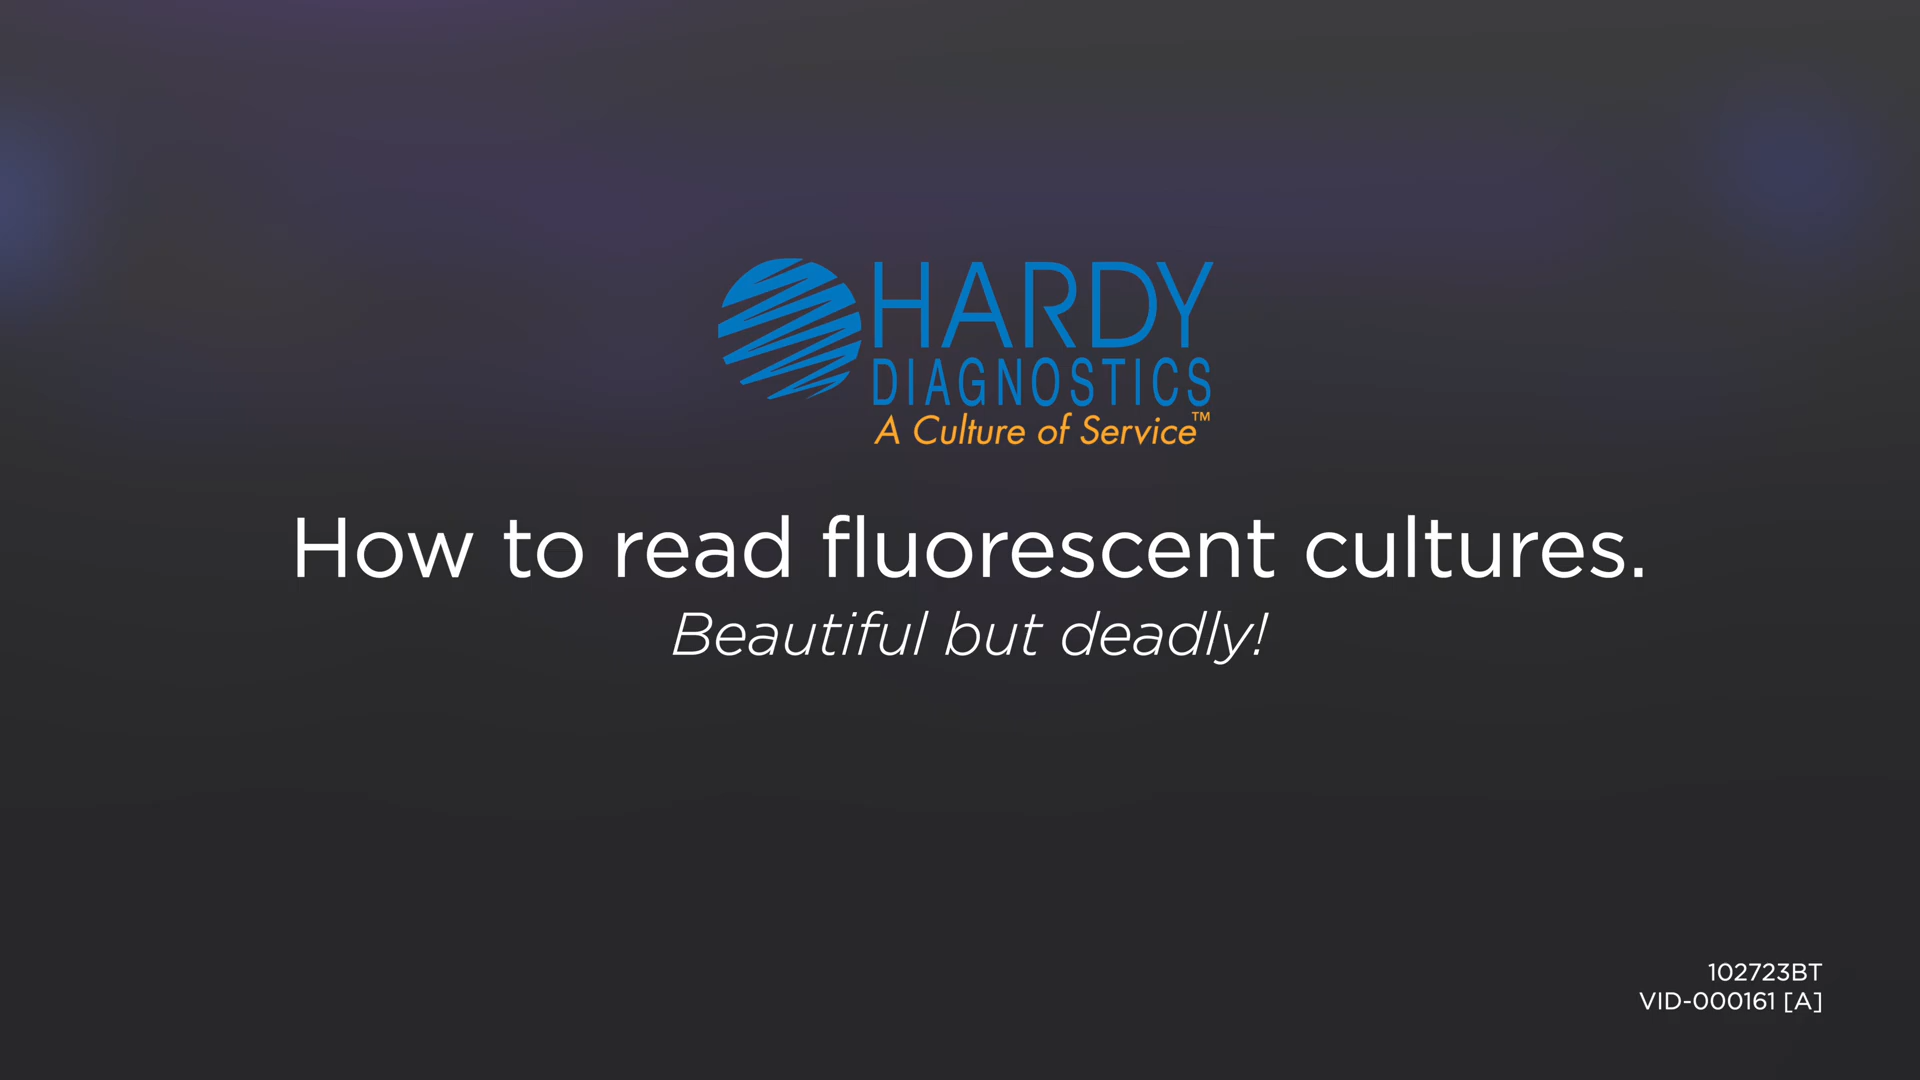 HARDY
DIAGNOSTICS
A Culture of Service™
How to read fluorescent cultures.
Beautiful but deadly!
102723BT
VID-000161 [A]